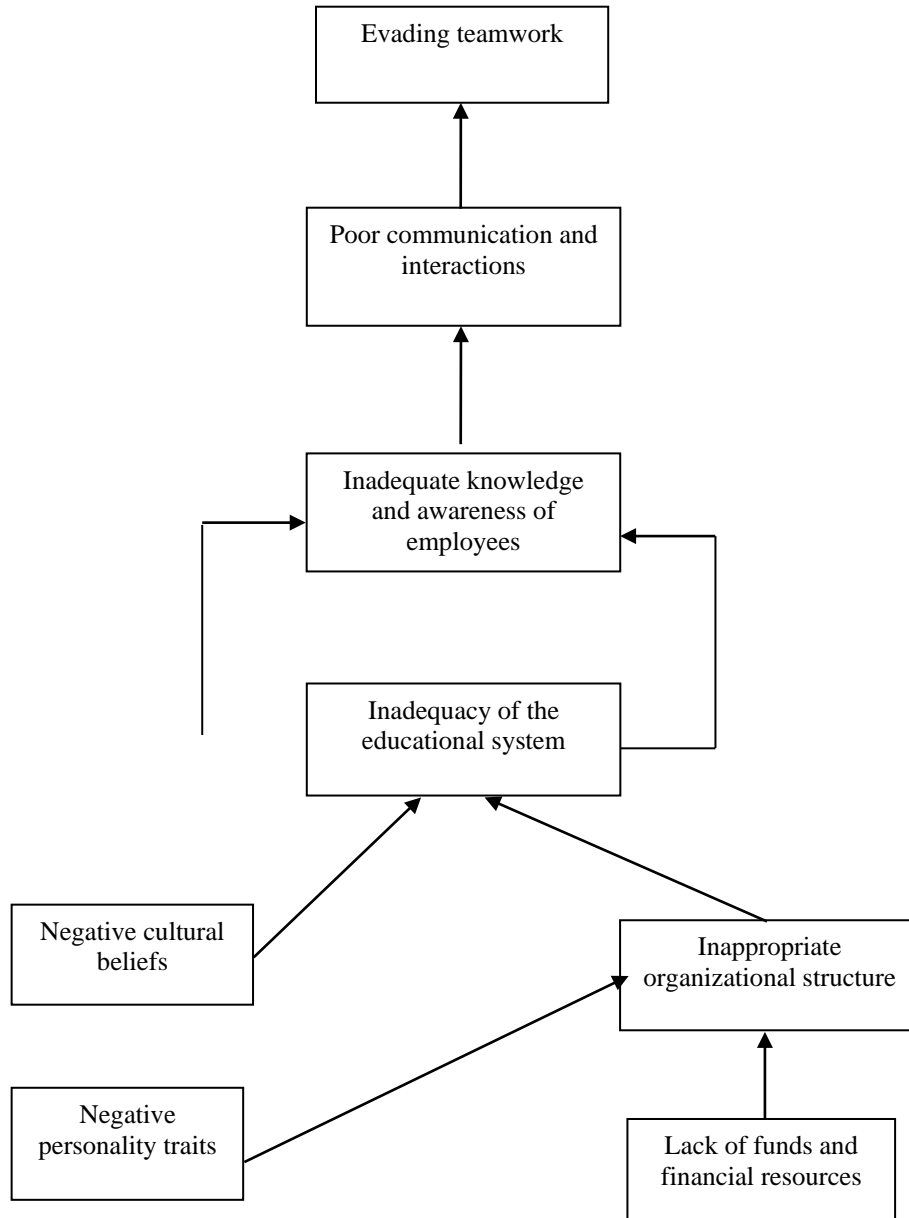 Evading teamwork
Poor communication and
interactions
Inadequate knowledge
and awareness of
employees
Inadequacy of the
educational system
Negative cultural
beliefs
Inappropriate
organizational structure
Negative
personality traits
Lack of funds and
financial resources